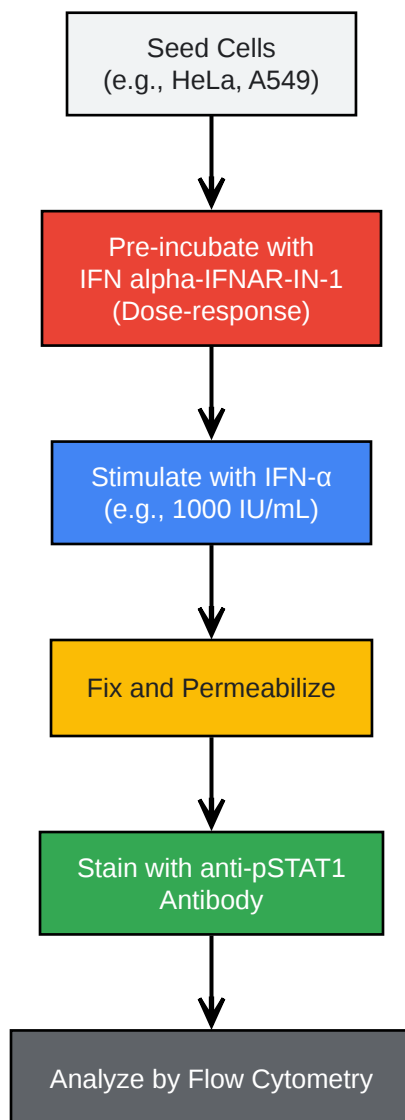 Seed Cells
(e.g., HeLa, A549)
Pre-incubate with
IFN alpha-IFNAR-IN-1
(Dose-response)
Stimulate with IFN-α
(e.g., 1000 IU/mL)
Fix and Permeabilize
Stain with anti-pSTAT1
Antibody
Analyze by Flow Cytometry